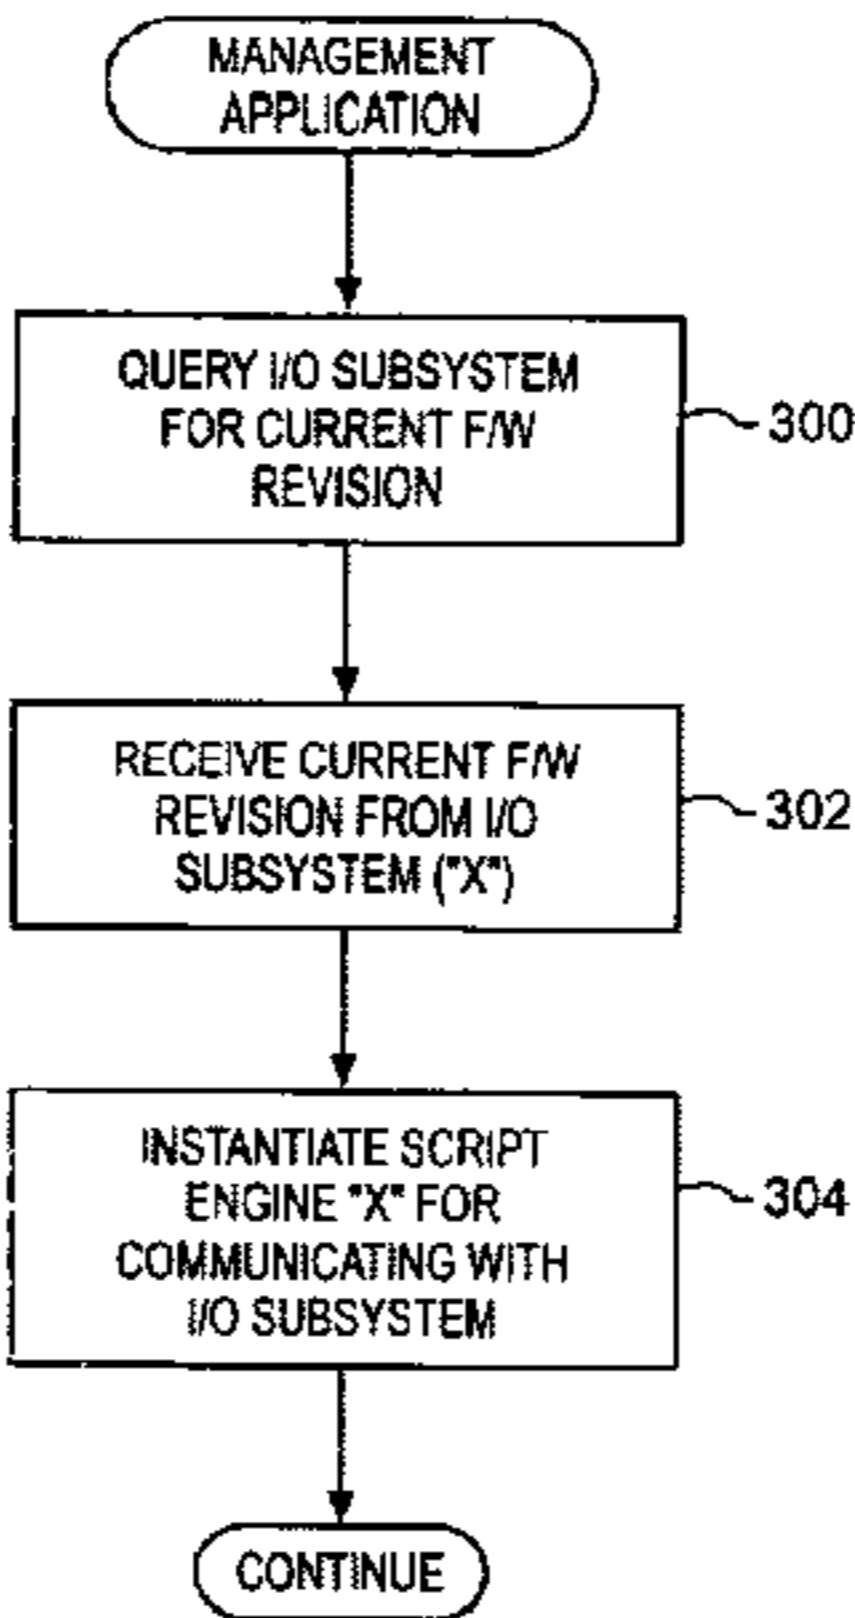 MANAGEMENT
APPLICATION
QUERY I/O SUBSYSTEM
FOR CURRENT F/W
REVISION
300
RECEIVE CURRENT F/W
REVISION FROM I/O
SUBSYSTEM ("X")
302
INSTANTIATE SCRIPT
ENGINE "X" FOR
COMMUNICATING WITH
I/O SUBSYSTEM
304
CONTINUE